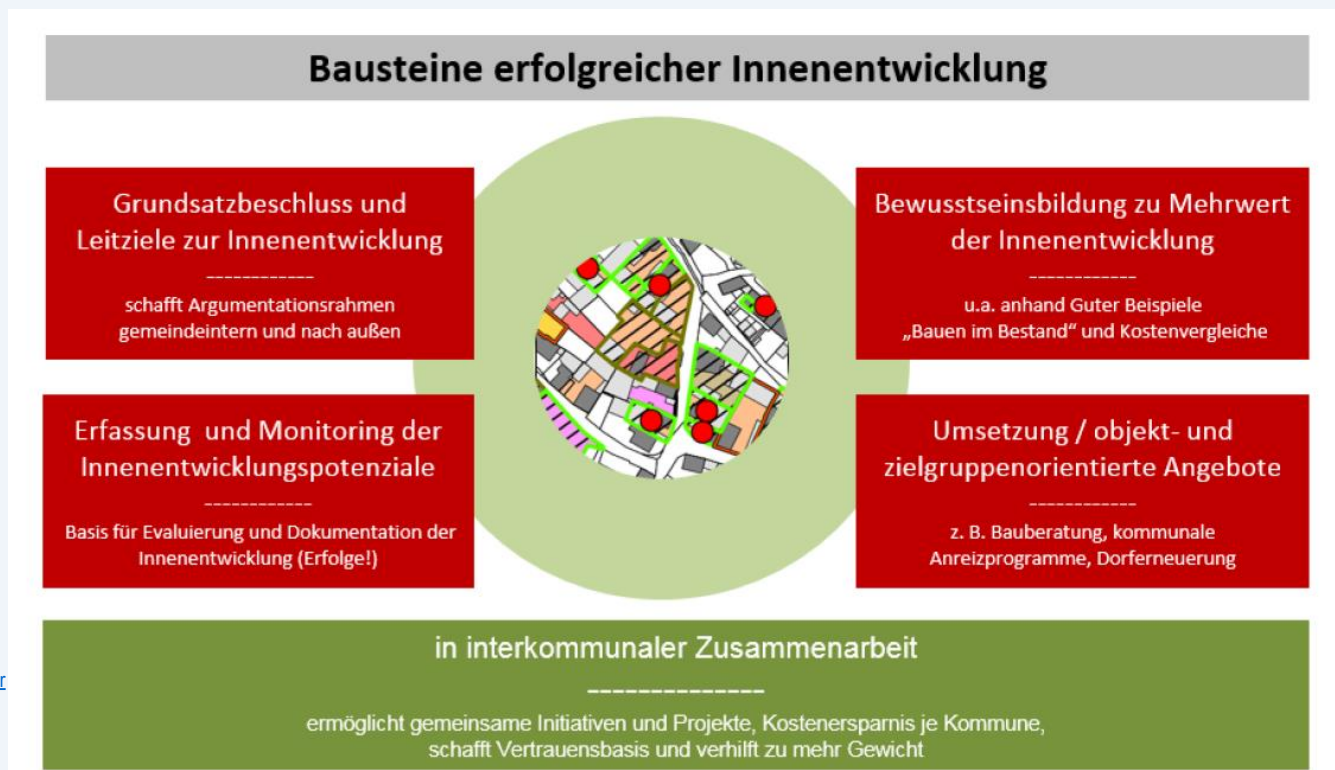 Bausteine erfolgreicher Innenentwicklung
Grundsatzbeschluss und
Leitziele zur Innenentwicklung
------------
schafft Argumentationsrahmen
gemeindeintern und nach außen
Bewusstseinsbildung zu Mehrwert
der Innenentwicklung
------------
u.a. anhand Guter Beispiele
„Bauen im Bestand“ und Kostenvergleiche
Erfassung und Monitoring der
Innenentwicklungspotenziale
------------
Basis für Evaluierung und Dokumentation der
Innenentwicklung (Erfolge!)
Umsetzung / objekt- und
zielgruppenorientierte Angebote
------------
z. B. Bauberatung, kommunale
Anreizprogramme, Dorferneuerung
in interkommunaler Zusammenarbeit
--------------
ermöglicht gemeinsame Initiativen und Projekte, Kostenersparnis je Kommune,
schafft Vertrauensbasis und verhilft zu mehr Gewicht
r